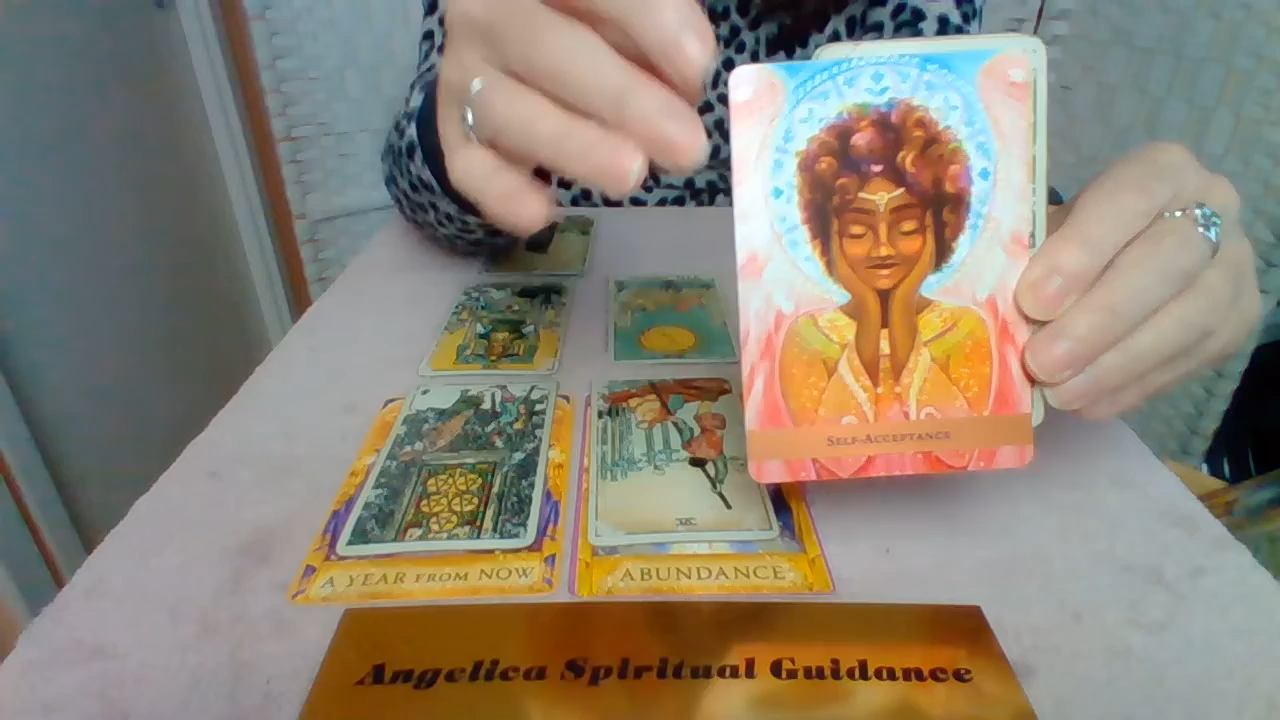 SELF-ACCEPTANCE
A YEAR FROM NOW
ABUNDANCE
Angelica Spiritual Guidance